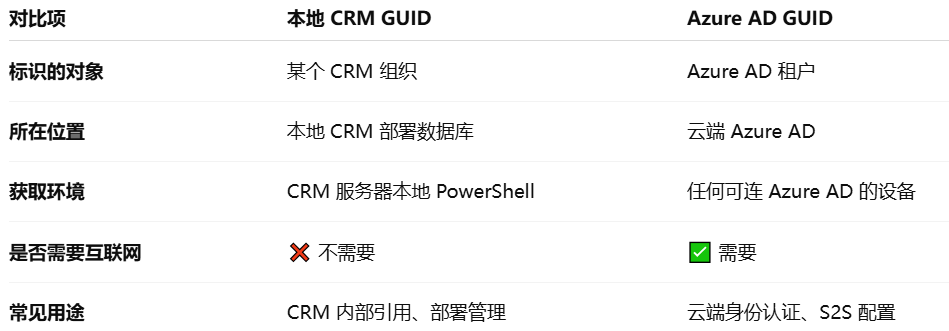 对比项 本地 CRM GUID Azure AD GUID
标识的对象 某个 CRM 组织 Azure AD 租户
所在位置 本地 CRM 部署数据库 云端 Azure AD
获取环境 CRM 服务器本地 PowerShell 任何可连 Azure AD 的设备
是否需要互联网 ❌ 不需要 ✅ 需要
常见用途 CRM 内部引用、部署管理 云端身份认证、S2S 配置